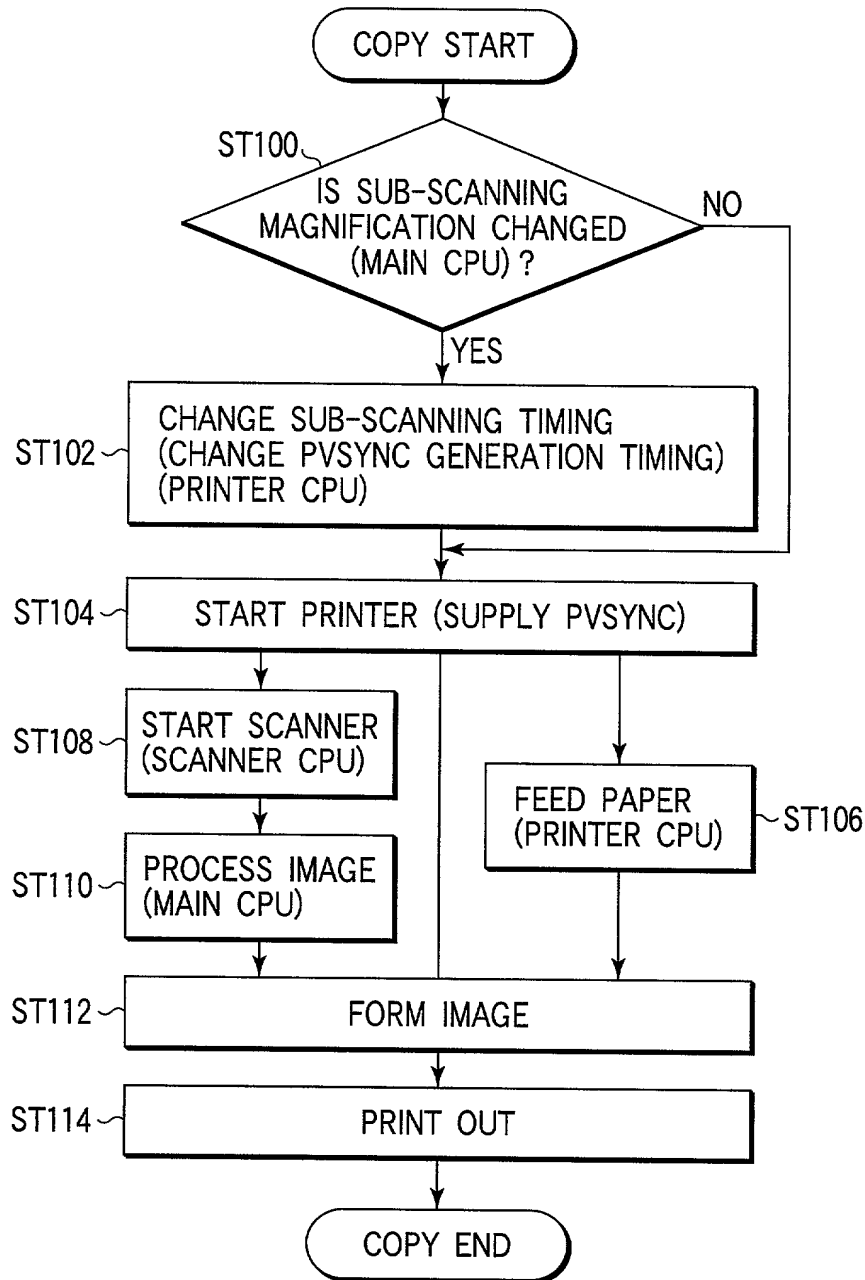 COPY START
ST100
IS SUB-SCANNING
MAGNIFICATION CHANGED
(MAIN CPU) ?
NO
YES
ST102
CHANGE SUB-SCANNING TIMING
(CHANGE PVSYNC GENERATION TIMING)
(PRINTER CPU)
ST104
START PRINTER (SUPPLY PVSYNC)
ST108
START SCANNER
(SCANNER CPU)
FEED PAPER
(PRINTER CPU)
ST106
ST110
PROCESS IMAGE
(MAIN CPU)
ST112
FORM IMAGE
ST114
PRINT OUT
COPY END